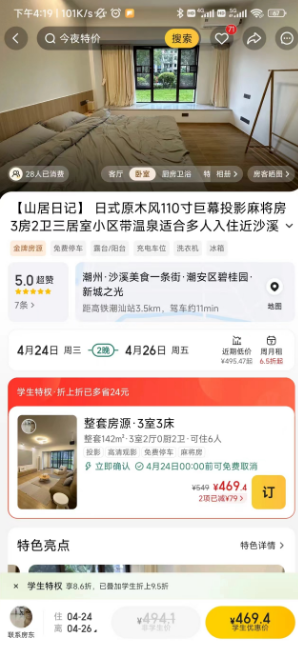 下午4:19 101K/s
今夜特价
搜索
71
28人已消费
客厅 卧室 厨房卫浴 特 相册 房客晒图
【山居日记】 日式原木风110寸巨幕投影麻将房
3房2卫三居室小区带温泉适合多人入住近沙溪
金牌房源 免费停车 露台/阳台 充电车位 洗衣机 冰箱
5.0 超赞
7条
潮州·沙溪美食一条街·潮安区碧桂园·
新城之光
距高铁潮汕站3.5km，驾车约11min
地图
4月24日 周三 2晚 4月26日 周五
近期低价
¥495.47起
周月租
6.5折起
学生特权·折上折已多省24元
整套房源·3室3床
整套142m²·3室2厅0厨2卫·可住6人
投影 高清观影 免费停车 麻将房
立即确认 4月24日00:00前可免费取消
¥549 ¥469.4
2项已减¥79
订
特色亮点
特色详情
× 学生特权 享8.6折，已叠加学生折上9.5折
联系房东
住 04-24
离 04-26
¥494.1
非学生价
¥469.4
学生优惠价